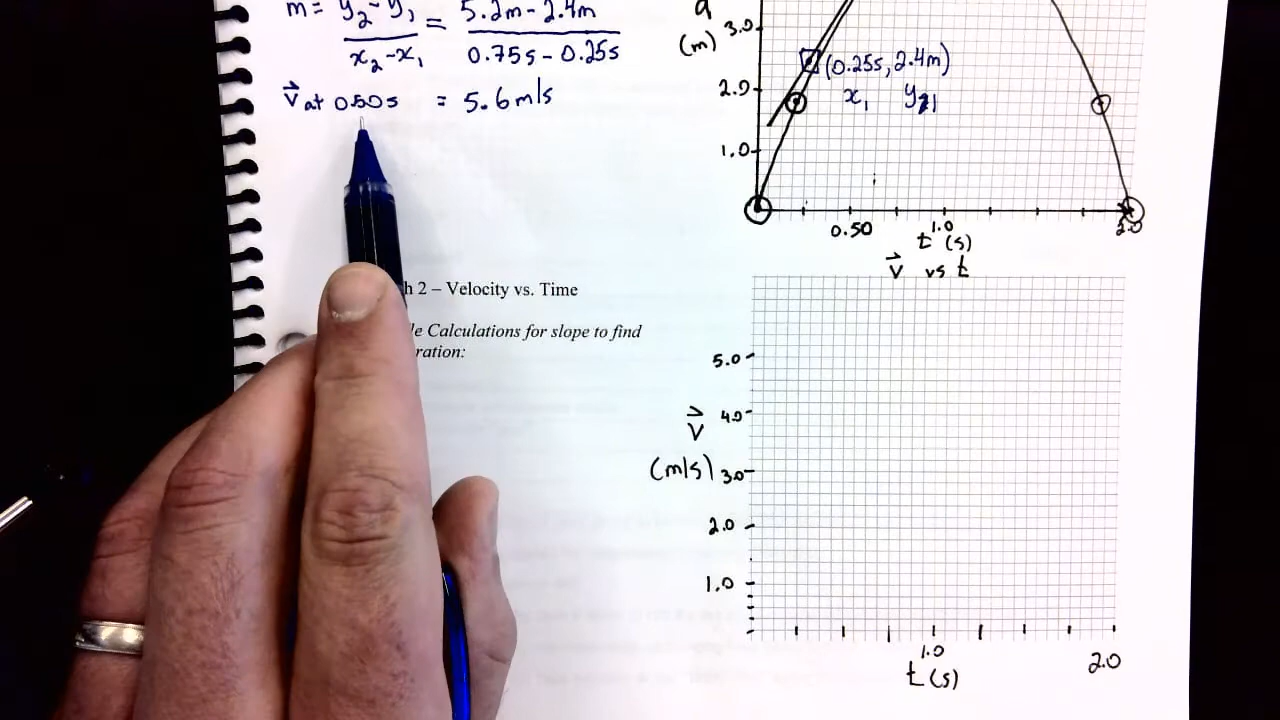 m = y₂-y₁ / x₂-x₁ = 5.2m-2.4m / 0.75s-0.25s
v⃗ at 0.50s = 5.6m/s
h 2 – Velocity vs. Time
le Calculations for slope to find
ration:
d
(m)
3.0
2.0
1.0
(0.25s, 2.4m)
x₁ y₁
0.50 1.0 2.0
t (s)
v⃗ vs t
5.0
4.0
3.0
2.0
1.0
v⃗
(m/s)
1.0 2.0
t (s)